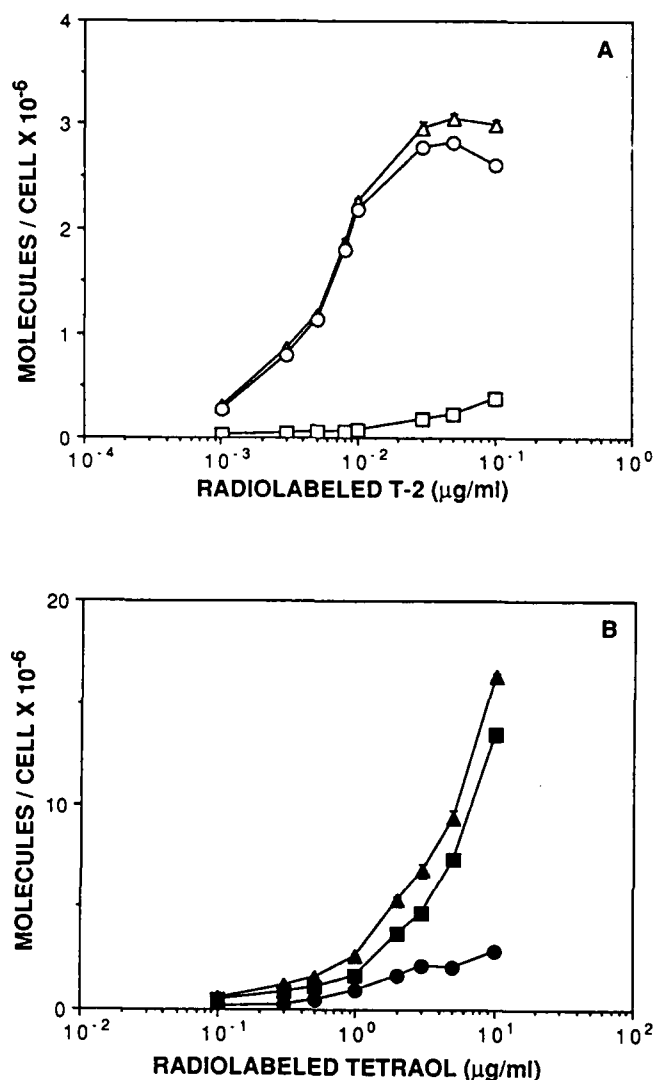 A
MOLECULES / CELL X 10⁻⁶
4
3
2
1
0
10⁻⁴ 10⁻³ 10⁻² 10⁻¹ 10⁰
RADIOLABELED T-2 (μg/ml)
B
MOLECULES / CELL X 10⁻⁶
20
10
0
10⁻² 10⁻¹ 10⁰ 10¹ 10²
RADIOLABELED TETRAOL (μg/ml)